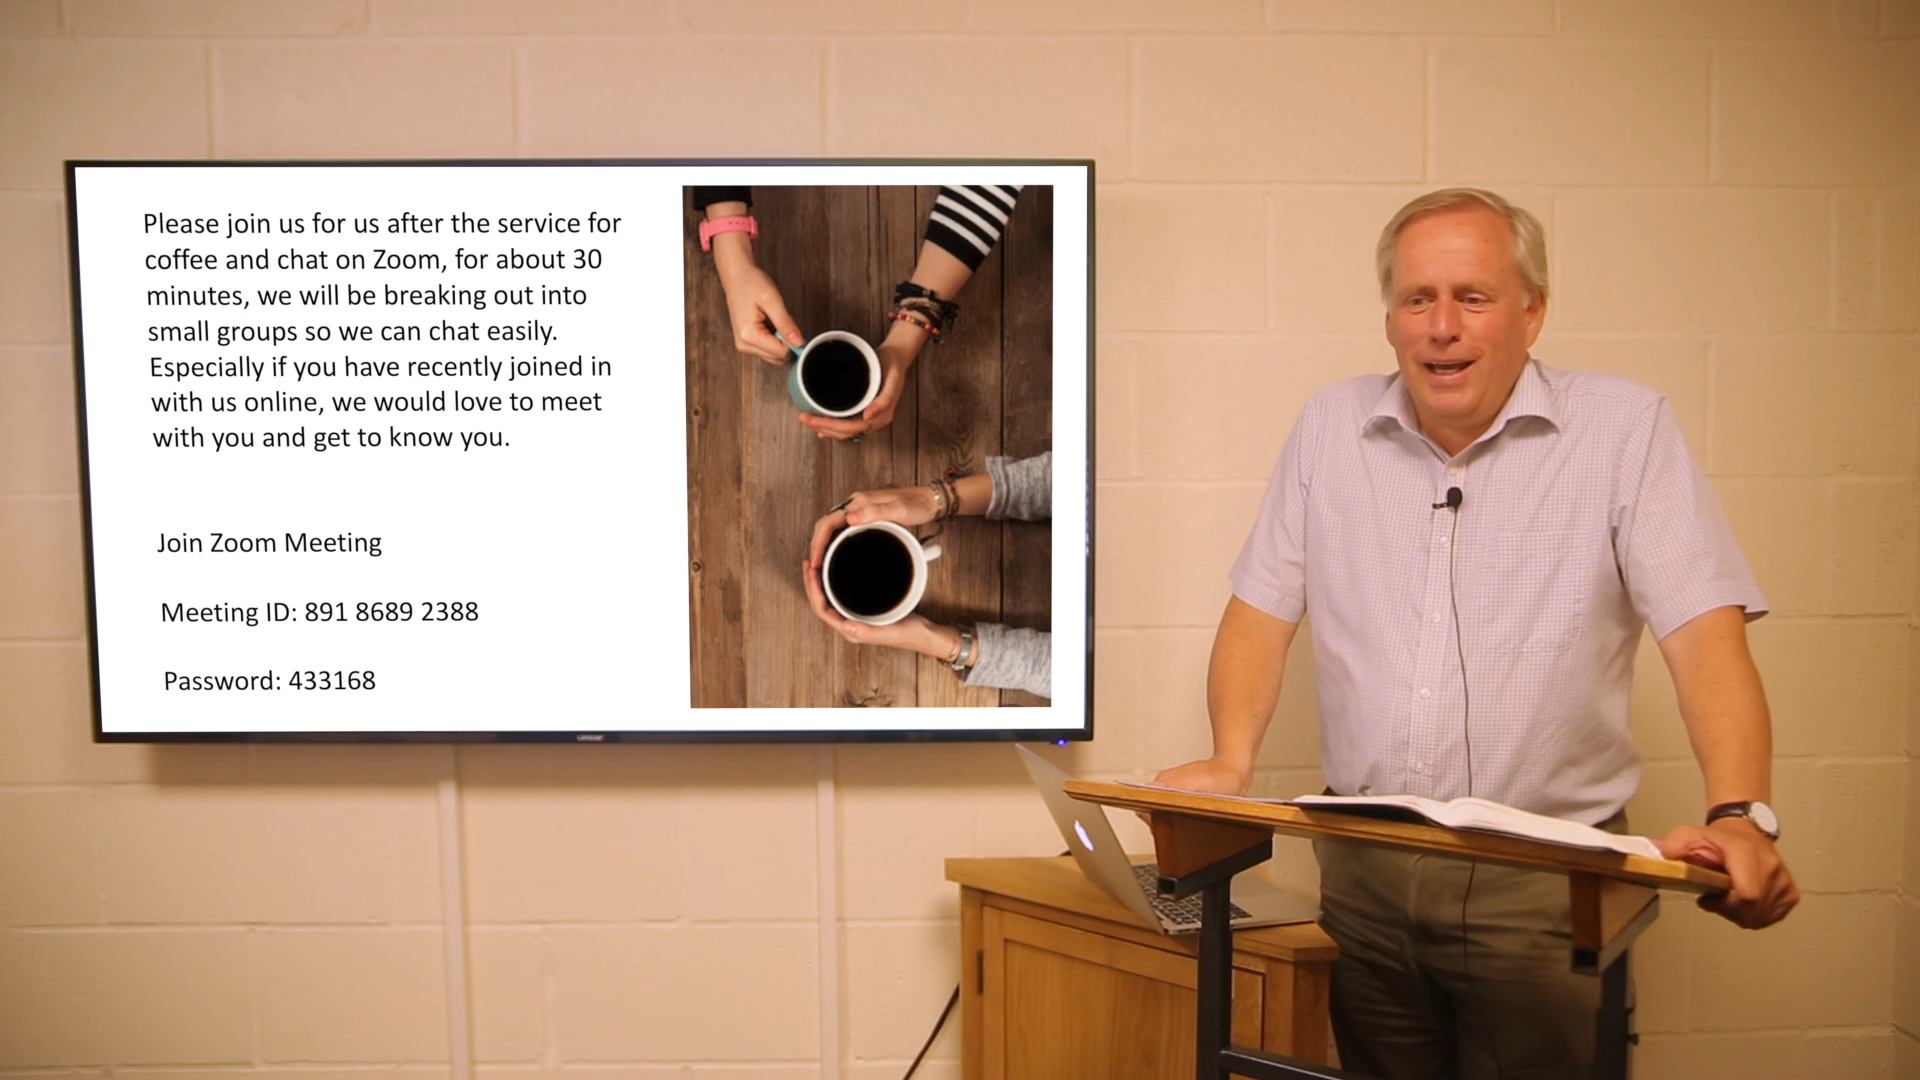 Please join us for us after the service for
coffee and chat on Zoom, for about 30
minutes, we will be breaking out into
small groups so we can chat easily.
Especially if you have recently joined in
with us online, we would love to meet
with you and get to know you.
Join Zoom Meeting
Meeting ID: 891 8689 2388
Password: 433168